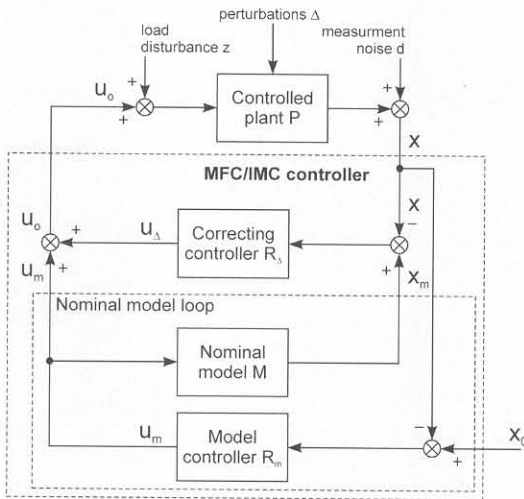 perturbations Δ
load
disturbance z
measurment
noise d
u₀
+
+
Controlled
plant P
+
+
x
MFC/IMC controller
x
u₀
+
u_Δ
Correcting
controller R_Δ
−
+
u_m
+
x_m
Nominal model loop
Nominal
model M
u_m
Model
controller R_m
−
+
x₀